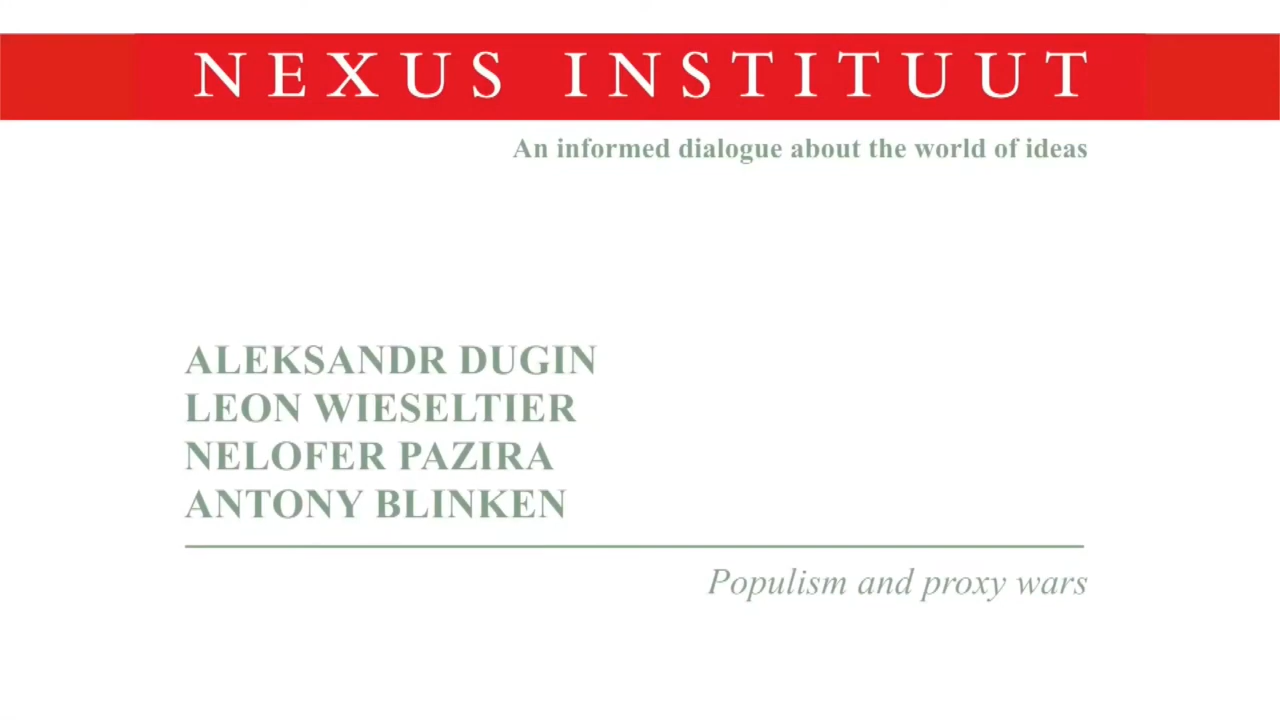 NEXUS INSTITUUT
An informed dialogue about the world of ideas
ALEKSANDR DUGIN
LEON WIESELTIER
NELOFER PAZIRA
ANTONY BLINKEN
Populism and proxy wars